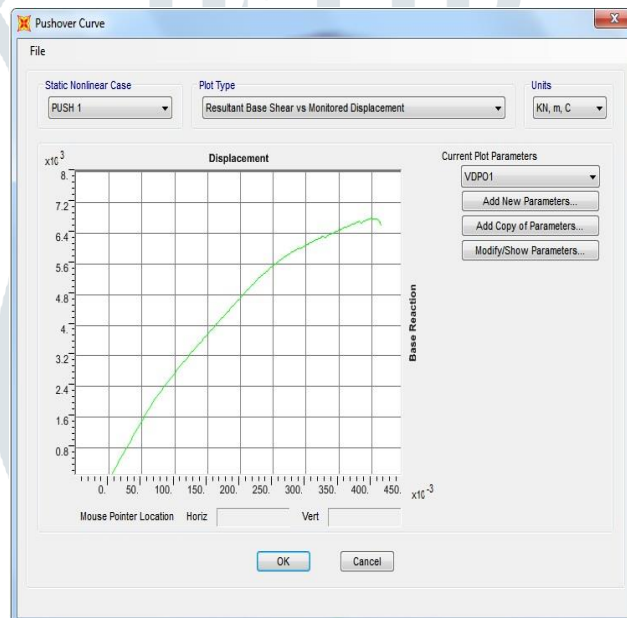 Pushover Curve
File
Static Nonlinear Case
Plot Type
Units
PUSH 1
Resultant Base Shear vs Monitored Displacement
KN, m, C
x10 3
Displacement
Current Plot Parameters
VDPO1
Add New Parameters...
Add Copy of Parameters...
Modify/Show Parameters...
8.
7.2
6.4
5.6
4.8
4.
3.2
2.4
1.6
0.8
Base Reaction
0. 50. 100. 150. 200. 250. 300. 350. 400. 450. x10 -3
Mouse Pointer Location Horiz Vert
OK Cancel